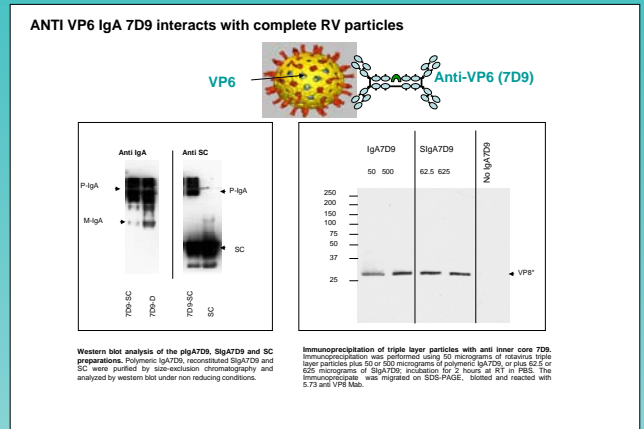 ANTI VP6 IgA 7D9 interacts with complete RV particles
VP6
Anti-VP6 (7D9)
Anti IgA
Anti SC
P-IgA
M-IgA
P-IgA
SC
7D9-SC
7D9-D
7D9-SC
SC
IgA7D9
SIgA7D9
No IgA7D9
50 500
62.5 625
250
200
150
100
75
50
37
25
VP8*
Western blot analysis of the pIgA7D9, SIgA7D9 and SC
preparations. Polymeric IgA7D9, reconstituted SIgA7D9 and
SC were purified by size-exclusion chromatography and
analyzed by western blot under non reducing conditions.
Immunoprecipitation of triple layer particles with anti inner core 7D9.
Immunoprecipitation was performed using 50 micrograms of rotavirus triple
layer particles plus 50 or 500 micrograms of polymeric IgA7D9, or plus 62.5 or
625 micrograms of SIgA7D9; incubation for 2 hours at RT in PBS. The
Immunoprecipate was migrated on SDS-PAGE, blotted and reacted with
5.73 anti VP8 Mab.